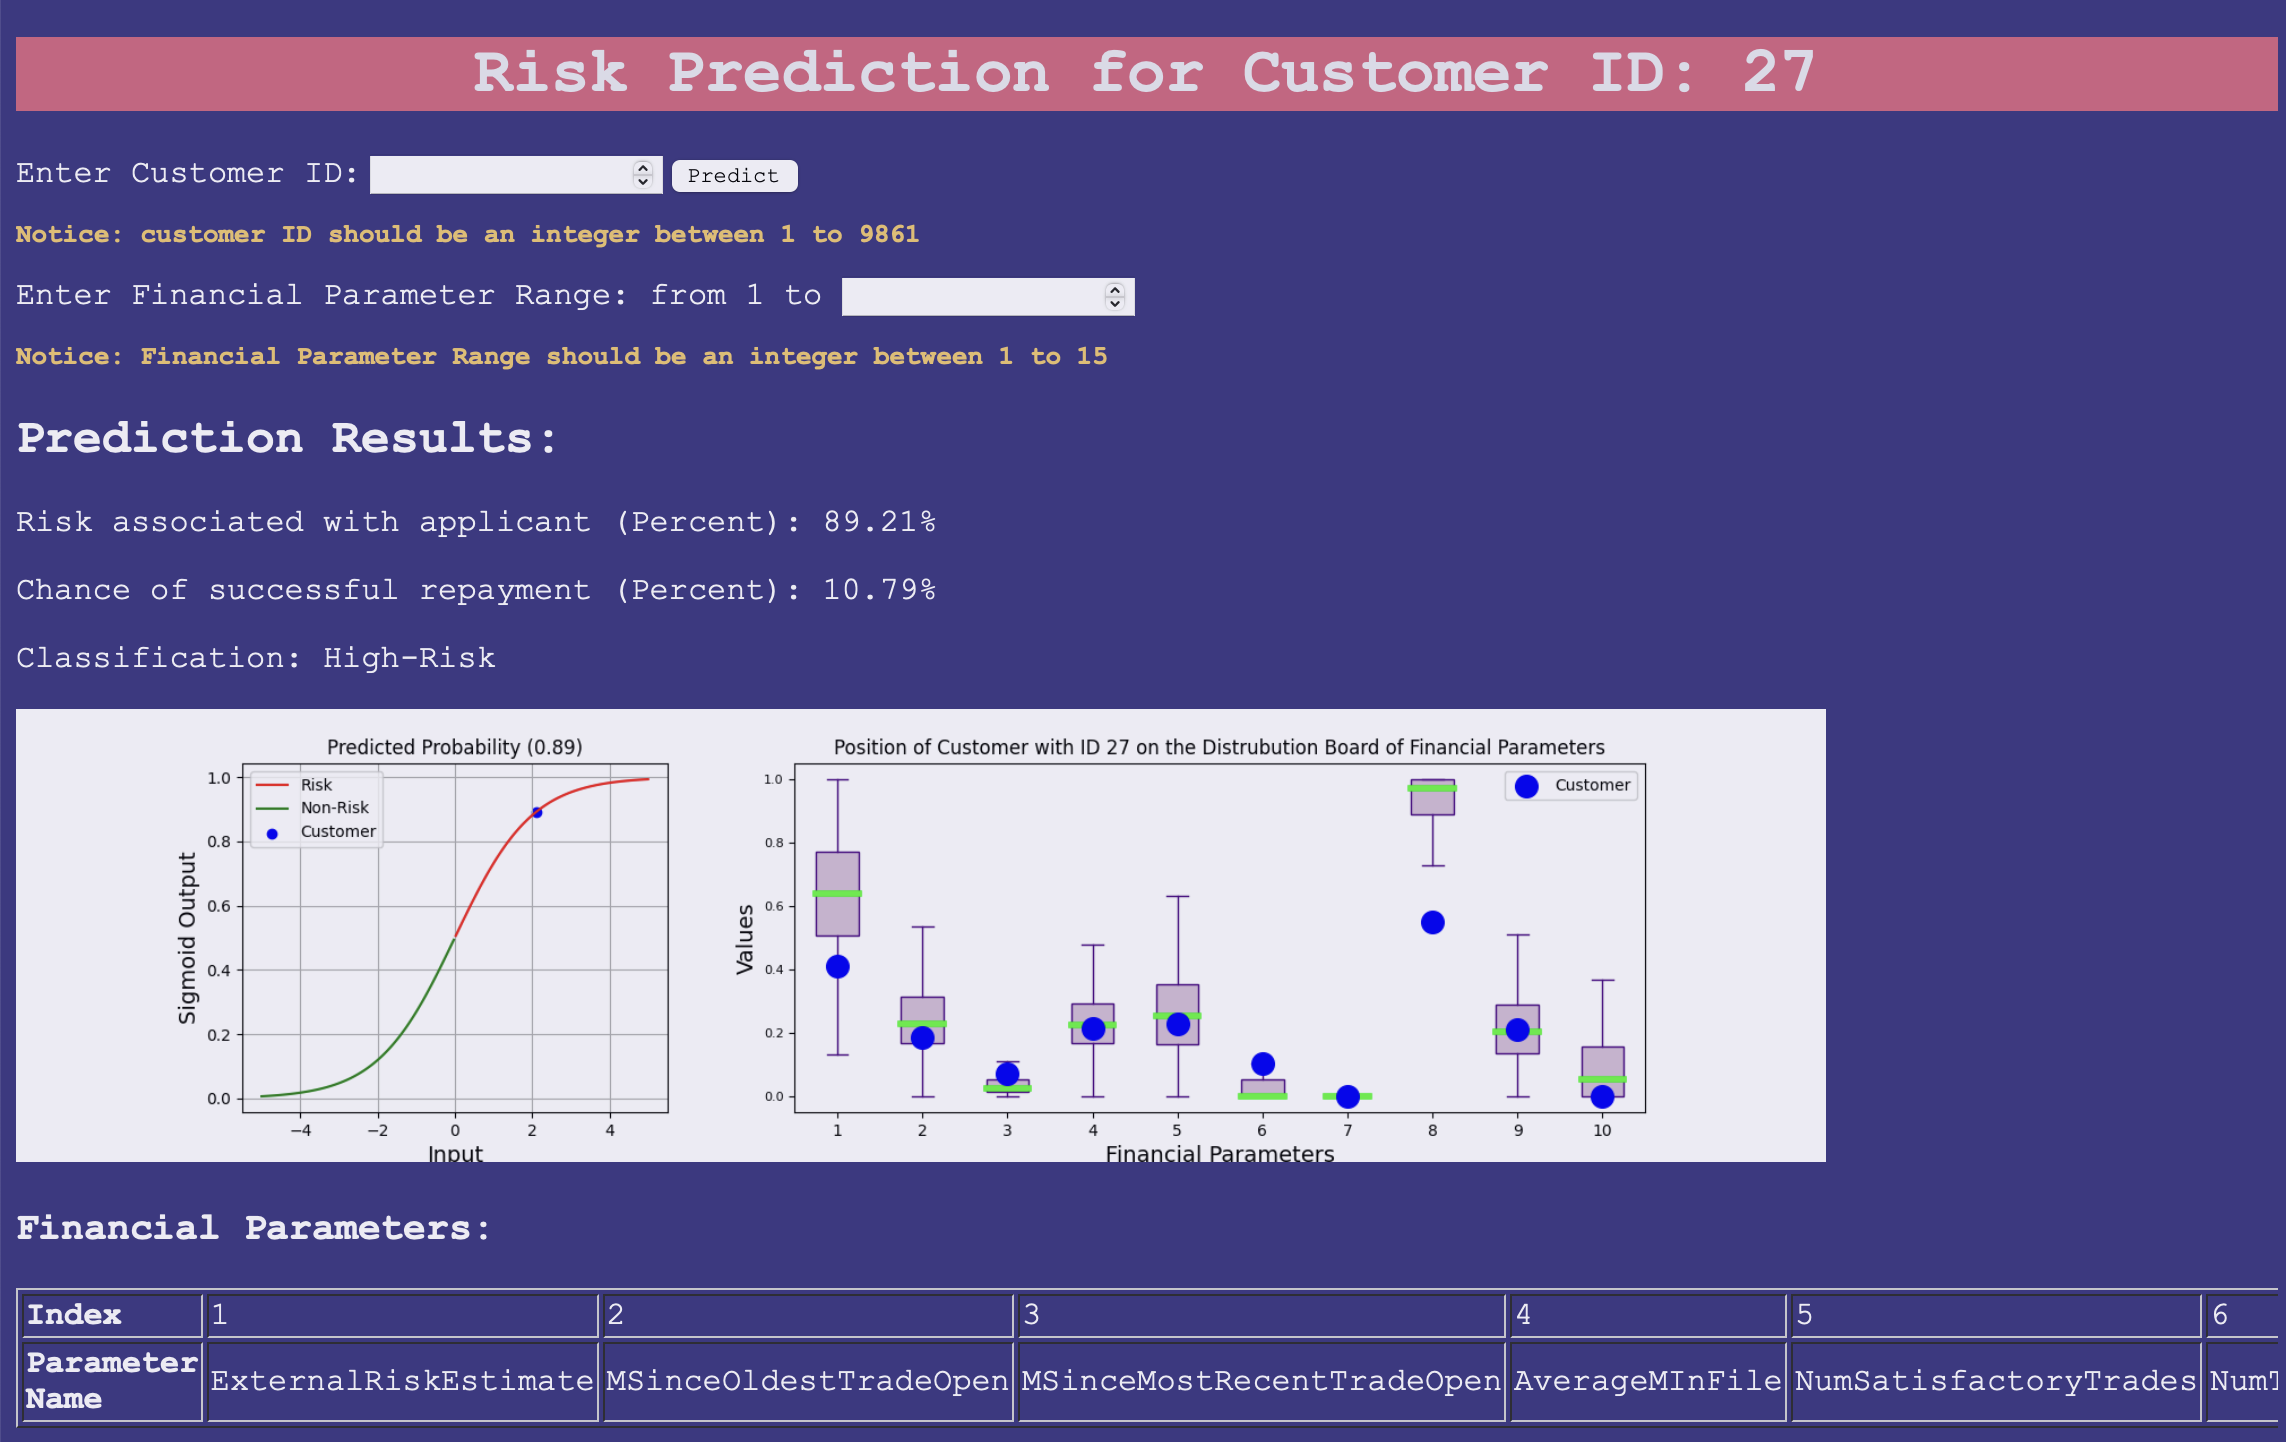 Risk Prediction for Customer ID: 27
Enter Customer ID:
Predict
Notice: customer ID should be an integer between 1 to 9861
Enter Financial Parameter Range: from 1 to
Notice: Financial Parameter Range should be an integer between 1 to 15
Prediction Results:
Risk associated with applicant (Percent): 89.21%
Chance of successful repayment (Percent): 10.79%
Classification: High-Risk
Predicted Probability (0.89)
Risk
Non-Risk
Customer
Sigmoid Output
1.0
0.8
0.6
0.4
0.2
0.0
−4 −2 0 2 4
Input
Position of Customer with ID 27 on the Distrubution Board of Financial Parameters
Customer
Values
1.0
0.8
0.6
0.4
0.2
0.0
1 2 3 4 5 6 7 8 9 10
Financial Parameters
Financial Parameters:
Index 1 2 3 4 5 6
Parameter Name ExternalRiskEstimate MSinceOldestTradeOpen MSinceMostRecentTradeOpen AverageMInFile NumSatisfactoryTrades